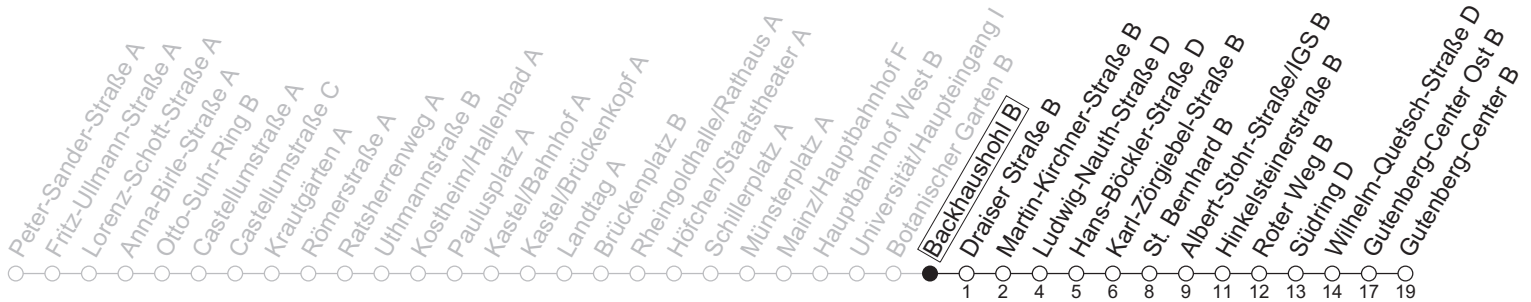 Peter-Sander-Straße A
Fritz-Ullmann-Straße A
Lorenz-Schott-Straße A
Anna-Birle-Straße A
Otto-Suhr-Ring B
Castellumstraße A
Castellumstraße C
Krautgärten A
Römerstraße A
Ratsherrenweg A
Uthmannstraße B
Kostheim/Hallenbad A
Paulusplatz A
Kastel/Bahnhof A
Kastel/Brückenkopf A
Landtag A
Brückenplatz B
Rheingoldhalle/Rathaus A
Höfchen/Staatstheater A
Schillerplatz A
Münsterplatz A
Mainz/Hauptbahnhof F
Hauptbahnhof West B
Universität/Haupteingang I
Botanischer Garten B
Backhaushohl B
Draiser Straße B
Martin-Kirchner-Straße B
Ludwig-Nauth-Straße D
Hans-Böckler-Straße D
Karl-Zörgiebel-Straße B
St. Bernhard B
Albert-Stohr-Straße/IGS B
Hinkelsteinerstraße B
Roter Weg B
Südring D
Wilhelm-Quetsch-Straße D
Gutenberg-Center Ost B
Gutenberg-Center B
1 2 4 5 6 8 9 11 12 13 14 17 19